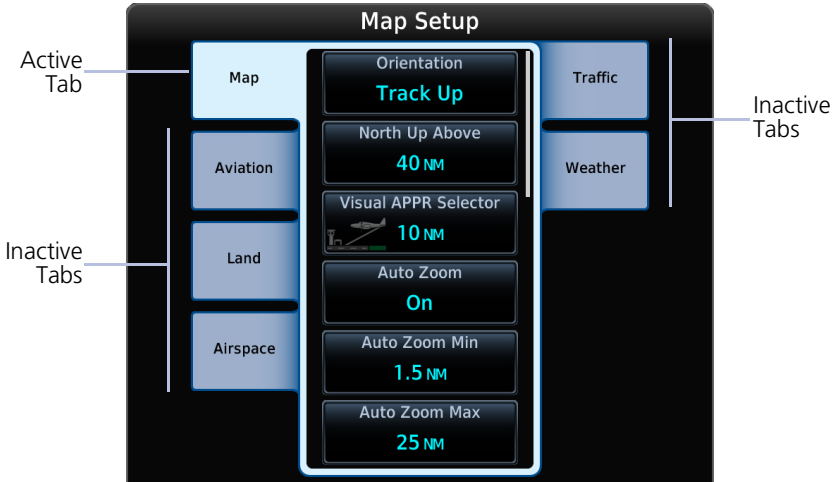 Map Setup
Active
Tab
Map
Aviation
Land
Airspace
Inactive
Tabs
Orientation
Track Up
North Up Above
40 NM
Visual APPR Selector
10 NM
Auto Zoom
On
Auto Zoom Min
1.5 NM
Auto Zoom Max
25 NM
Traffic
Weather
Inactive
Tabs